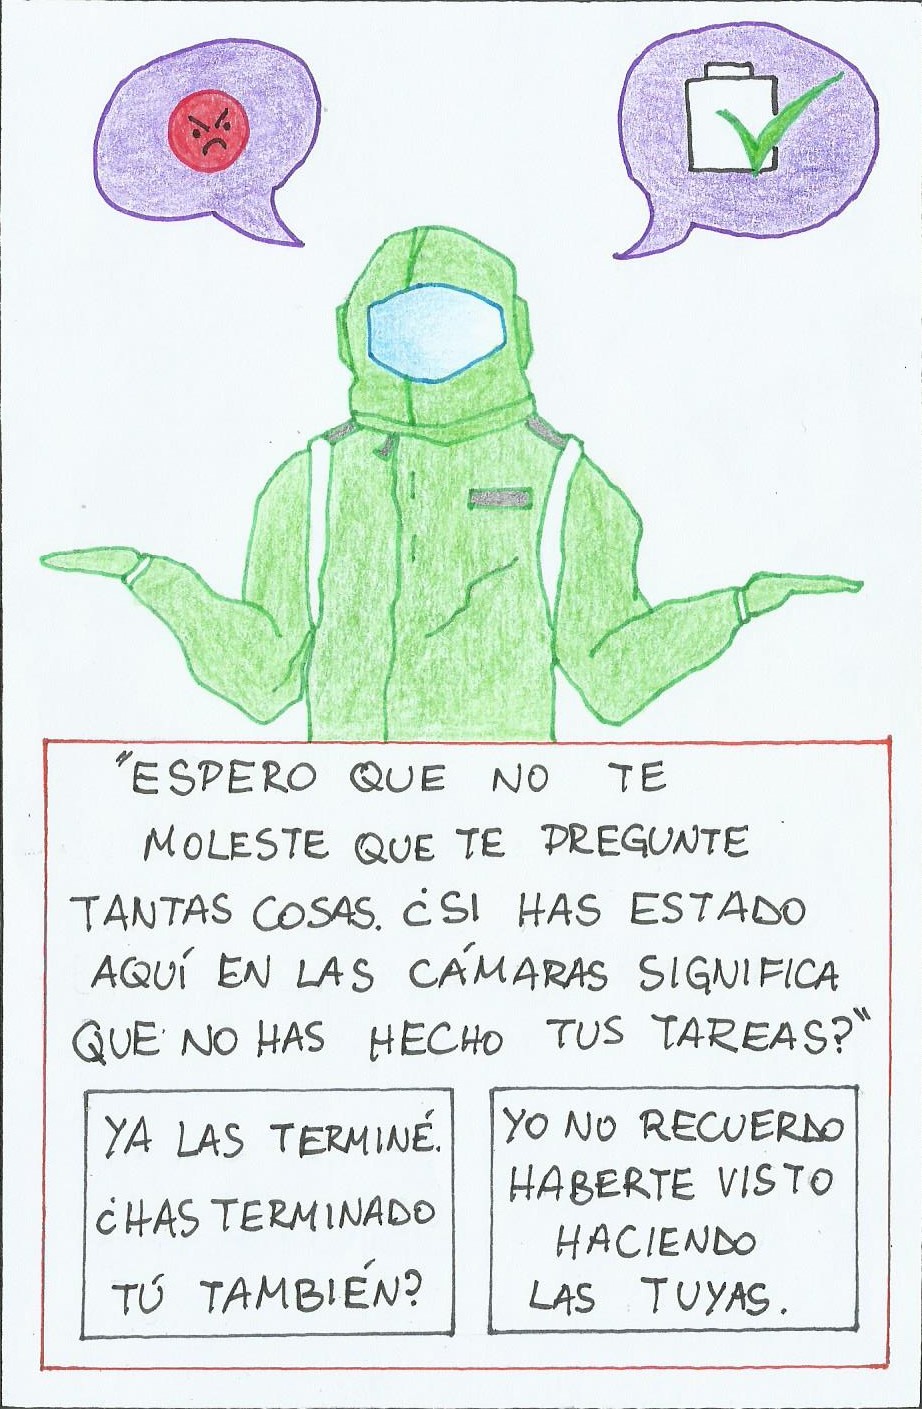 "ESPERO QUE NO TE
MOLESTE QUE TE PREGUNTE
TANTAS COSAS. ¿SI HAS ESTADO
AQUÍ EN LAS CÁMARAS SIGNIFICA
QUE NO HAS HECHO TUS TAREAS?"
YA LAS TERMINÉ.
¿HAS TERMINADO
TÚ TAMBIÉN?
YO NO RECUERDO
HABERTE VISTO
HACIENDO
LAS TUYAS.